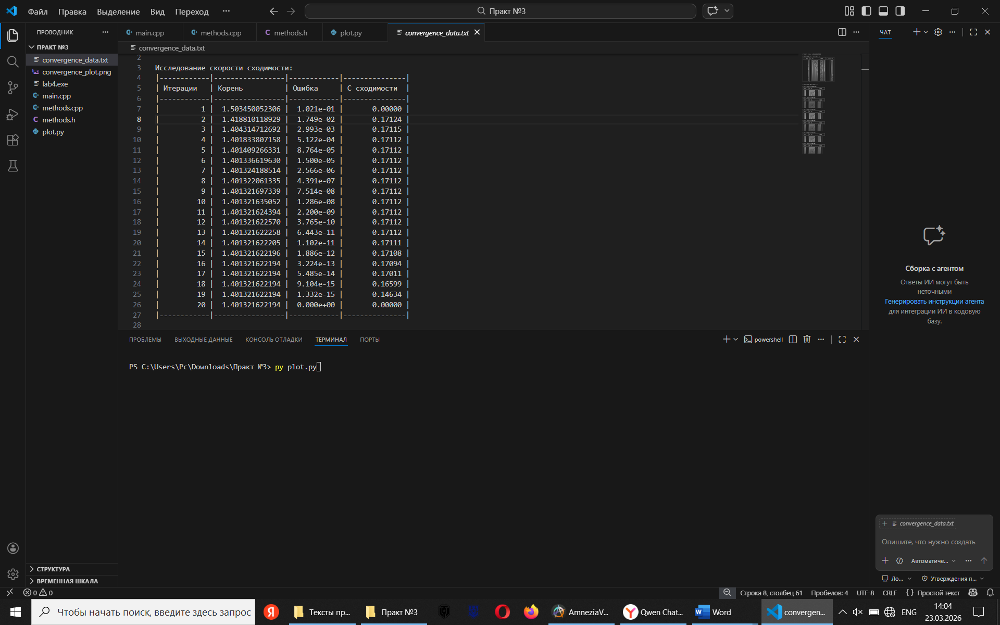 Файл Правка Выделение Вид Переход ··· Практ №3
ПРОВОДНИК ···
ПРАКТ №3
convergence_data.txt
convergence_plot.png
lab4.exe
main.cpp
methods.cpp
methods.h
plot.py
СТРУКТУРА
ВРЕМЕННАЯ ШКАЛА
main.cpp methods.cpp methods.h plot.py convergence_data.txt
convergence_data.txt
2
3 Исследование скорости сходимости:
4 |------------|-----------------|------------|---------------|
5 | Итерации | Корень | Ошибка | C сходимости |
6 |------------|-----------------|------------|---------------|
7 | 1 | 1.503450052306 | 1.021e-01 | 0.00000 |
8 | 2 | 1.418810118929 | 1.749e-02 | 0.17124 |
9 | 3 | 1.404314712692 | 2.993e-03 | 0.17115 |
10 | 4 | 1.401833807158 | 5.122e-04 | 0.17112 |
11 | 5 | 1.401409266331 | 8.764e-05 | 0.17112 |
12 | 6 | 1.401336619630 | 1.500e-05 | 0.17112 |
13 | 7 | 1.401324188514 | 2.566e-06 | 0.17112 |
14 | 8 | 1.401322061335 | 4.391e-07 | 0.17112 |
15 | 9 | 1.401321697339 | 7.514e-08 | 0.17112 |
16 | 10 | 1.401321635052 | 1.286e-08 | 0.17112 |
17 | 11 | 1.401321624394 | 2.200e-09 | 0.17112 |
18 | 12 | 1.401321622570 | 3.765e-10 | 0.17112 |
19 | 13 | 1.401321622258 | 6.443e-11 | 0.17112 |
20 | 14 | 1.401321622205 | 1.102e-11 | 0.17111 |
21 | 15 | 1.401321622196 | 1.886e-12 | 0.17108 |
22 | 16 | 1.401321622194 | 3.224e-13 | 0.17094 |
23 | 17 | 1.401321622194 | 5.485e-14 | 0.17011 |
24 | 18 | 1.401321622194 | 9.104e-15 | 0.16599 |
25 | 19 | 1.401321622194 | 1.332e-15 | 0.14634 |
26 | 20 | 1.401321622194 | 0.000e+00 | 0.00000 |
27 |------------|-----------------|------------|---------------|
28
ПРОБЛЕМЫ ВЫХОДНЫЕ ДАННЫЕ КОНСОЛЬ ОТЛАДКИ ТЕРМИНАЛ ПОРТЫ
powershell
PS C:\Users\Pc\Downloads\Практ №3> py plot.py
ЧАТ
Сборка с агентом
Ответы ИИ могут быть
неточными
Генерировать инструкции агента
для интеграции ИИ в кодовую
базу.
convergence_data.txt
Опишите, что нужно создать
Автоматиче...
Ло... Утверждения п...
0 0 Строка 8, столбец 61 Пробелов: 4 UTF-8 CRLF {} Простой текст
Чтобы начать поиск, введите здесь запрос Я Тексты пр... Практ №3 AmneziaV... Qwen Chat... Word convergen... ENG
14:04
23.03.2026